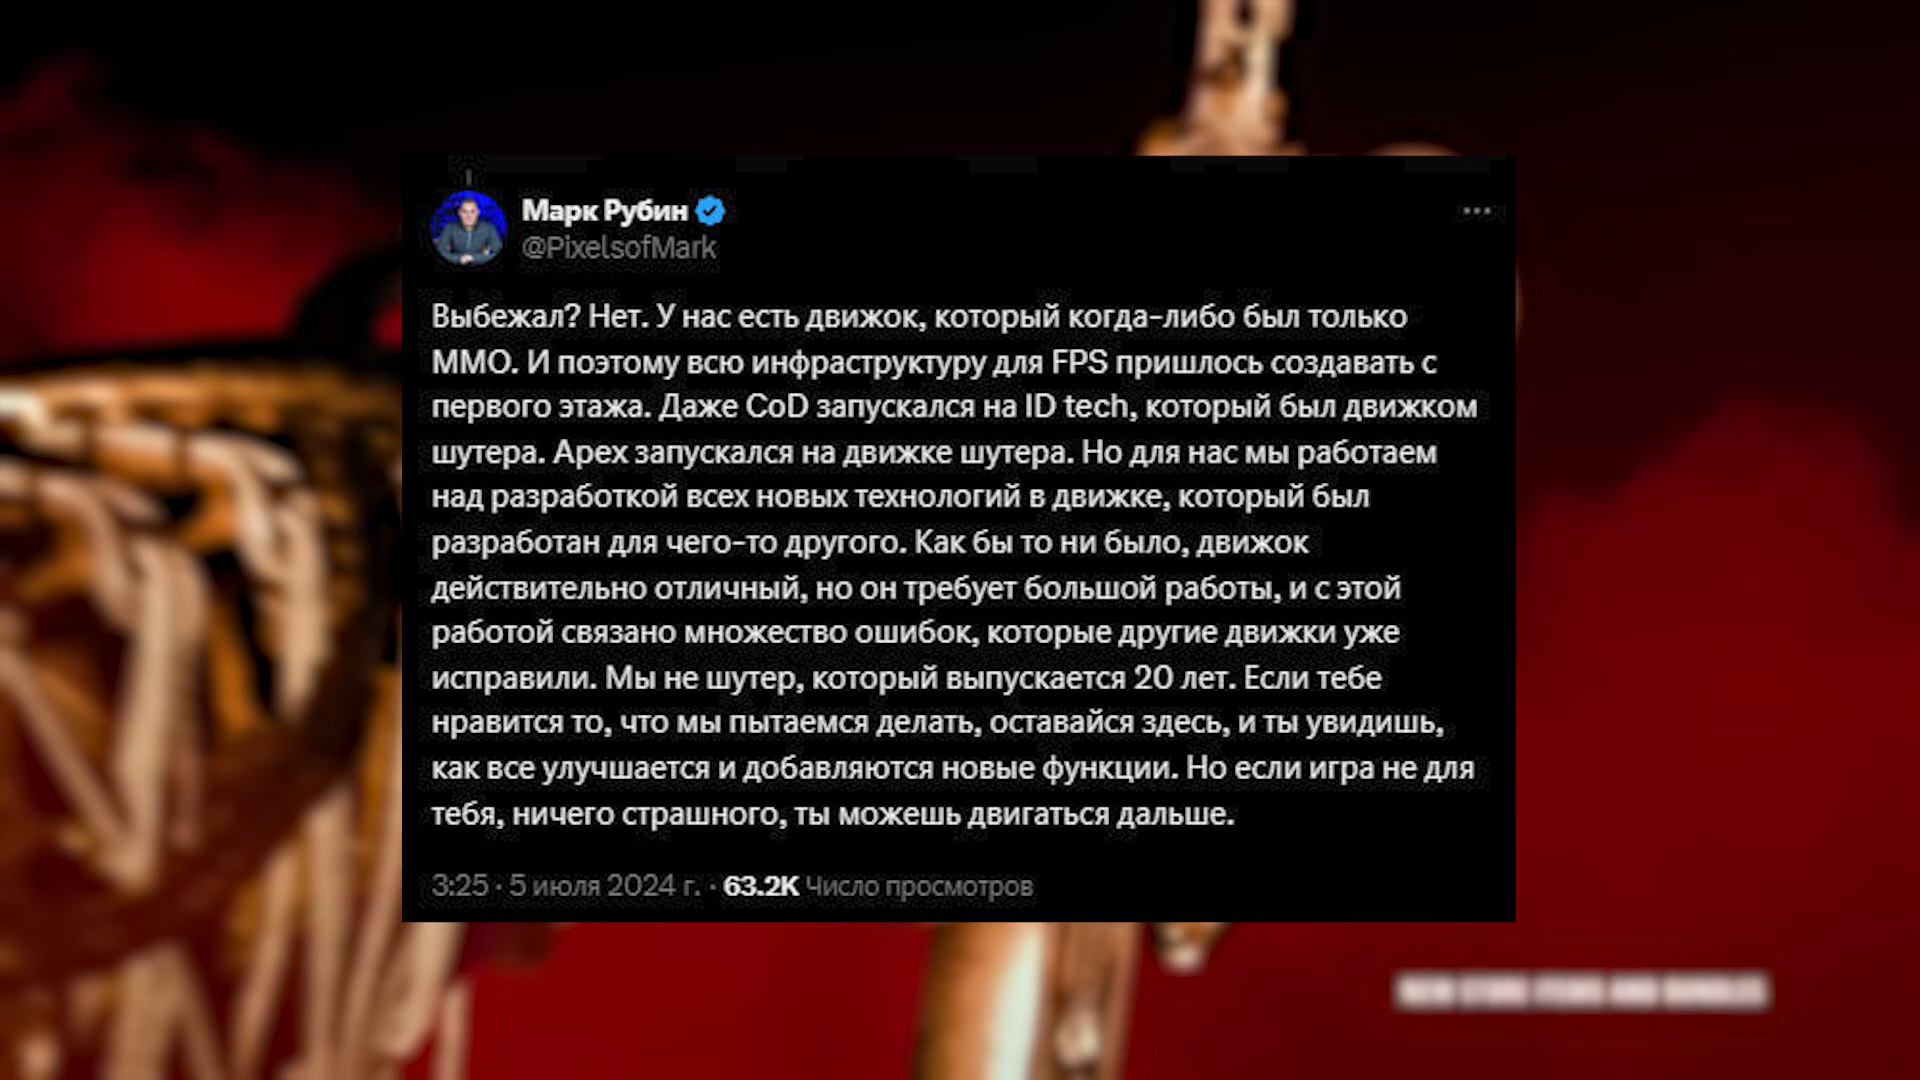 Марк Рубин
@PixelsofMark
Выбежал? Нет. У нас есть движок, который когда-либо был только
ММО. И поэтому всю инфраструктуру для FPS пришлось создавать с
первого этажа. Даже CoD запускался на ID tech, который был движком
шутера. Apex запускался на движке шутера. Но для нас мы работаем
над разработкой всех новых технологий в движке, который был
разработан для чего-то другого. Как бы то ни было, движок
действительно отличный, но он требует большой работы, и с этой
работой связано множество ошибок, которые другие движки уже
исправили. Мы не шутер, который выпускается 20 лет. Если тебе
нравится то, что мы пытаемся делать, оставайся здесь, и ты увидишь,
как все улучшается и добавляются новые функции. Но если игра не для
тебя, ничего страшного, ты можешь двигаться дальше.
3:25 · 5 июля 2024 г. · 63.2K Число просмотров
NEW STORE ITEMS AND BUNDLES